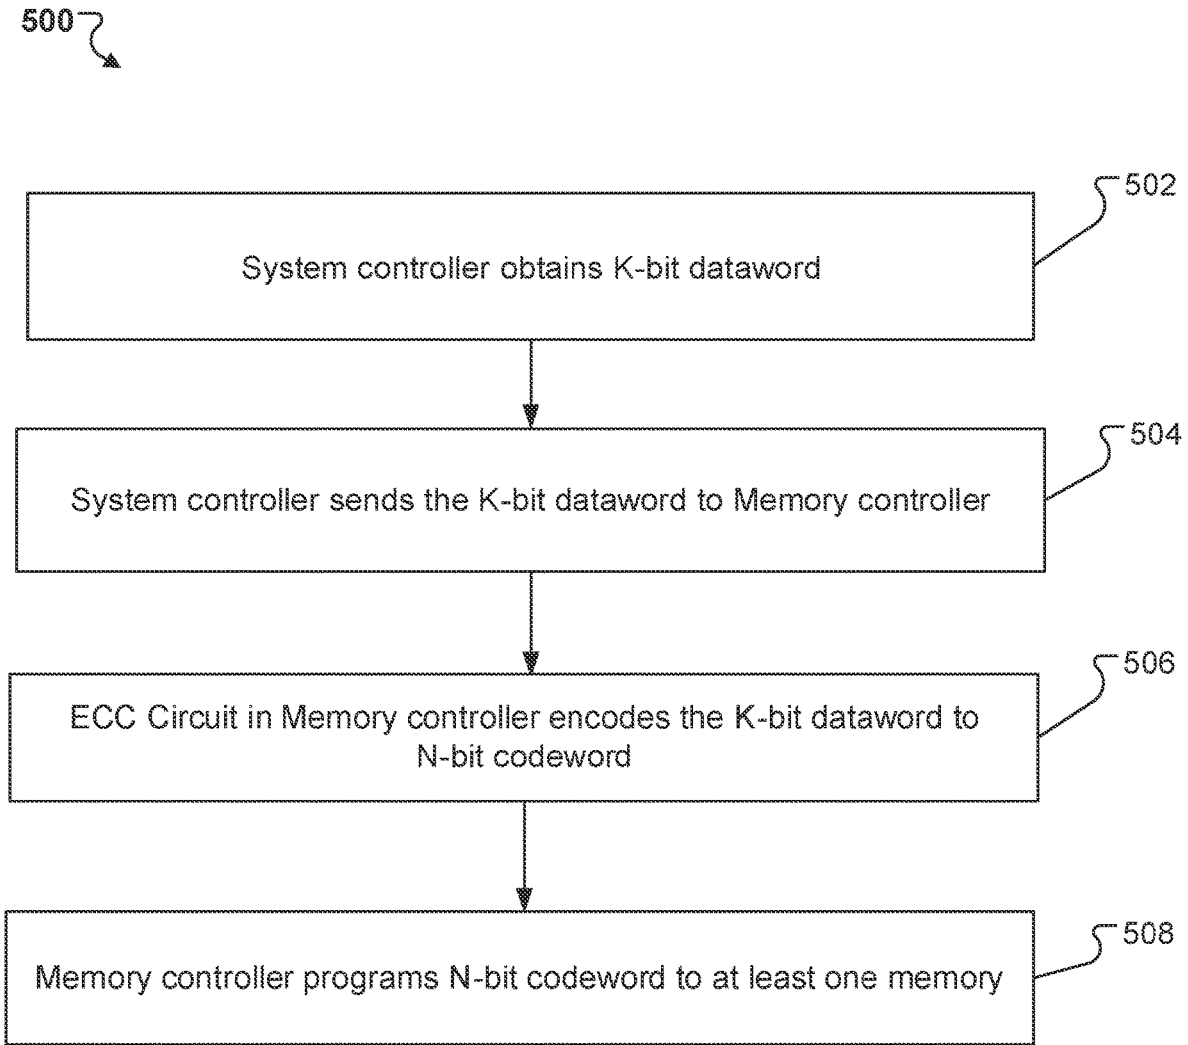 500
502
System controller obtains K-bit dataword
504
System controller sends the K-bit dataword to Memory controller
506
ECC Circuit in Memory controller encodes the K-bit dataword to
N-bit codeword
508
Memory controller programs N-bit codeword to at least one memory